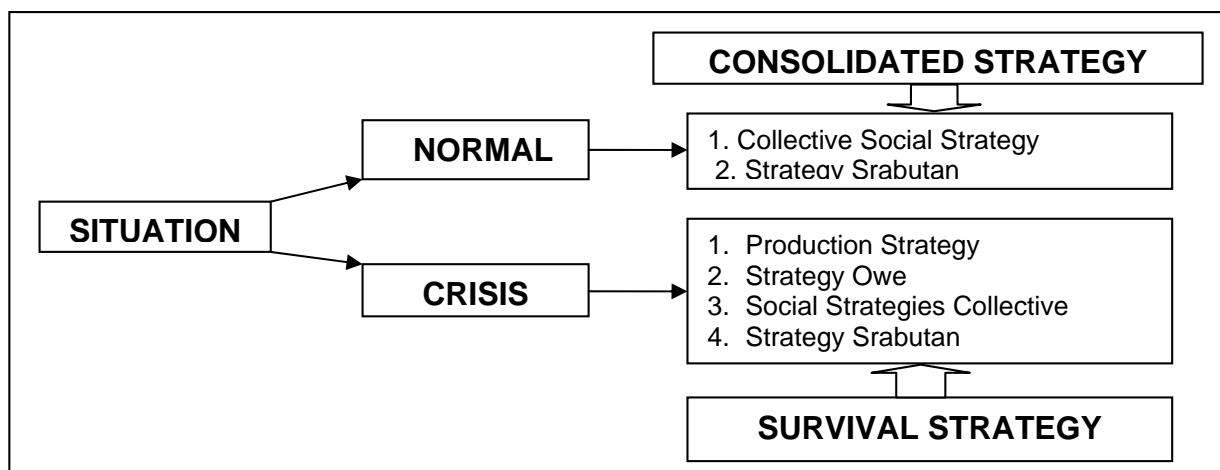 CONSOLIDATED STRATEGY
NORMAL
1. Collective Social Strategy
2. Strategy Srabutan
SITUATION
CRISIS
1. Production Strategy
2. Strategy Owe
3. Social Strategies Collective
4. Strategy Srabutan
SURVIVAL STRATEGY